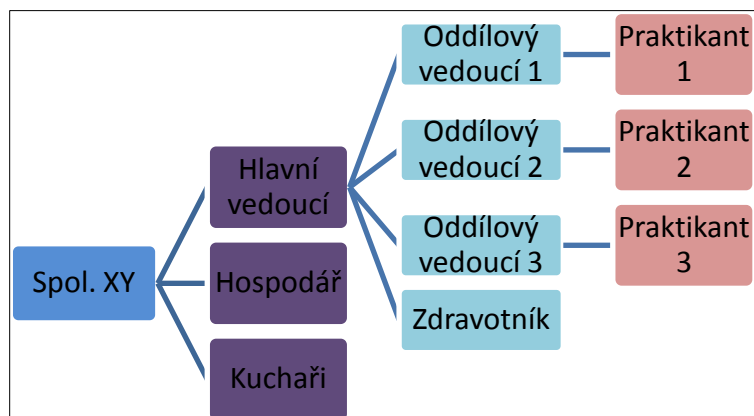 Spol. XY
Hlavní
vedoucí
Hospodář
Kuchaři
Oddílový
vedoucí 1
Oddílový
vedoucí 2
Oddílový
vedoucí 3
Zdravotník
Praktikant
1
Praktikant
2
Praktikant
3